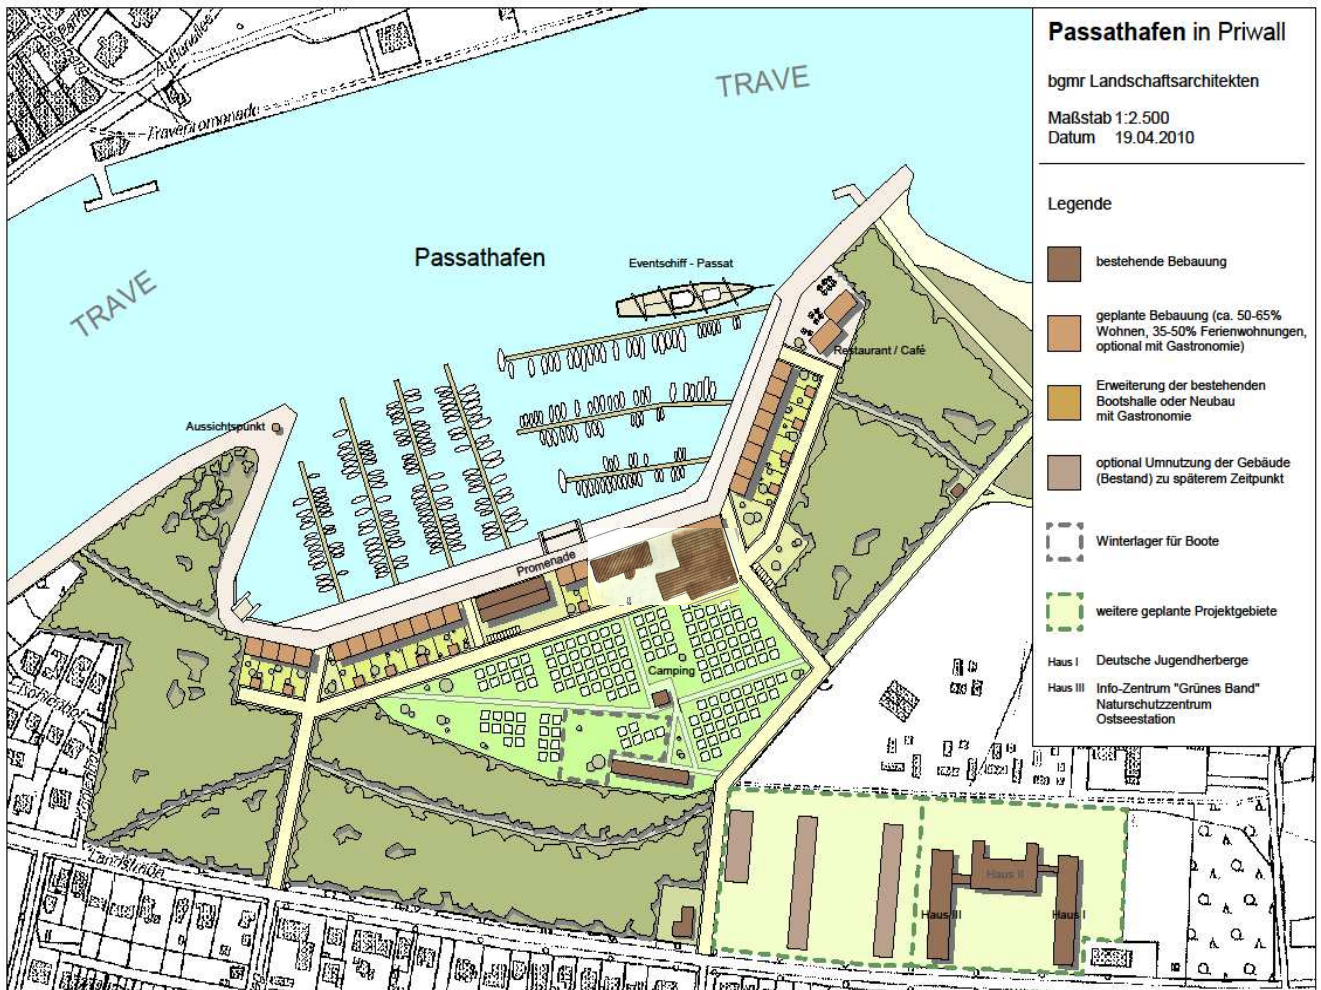 Passathafen in Priwall
bgmr Landschaftsarchitekten
Maßstab 1:2.500
Datum 19.04.2010
Legende
bestehende Bebauung
geplante Bebauung (ca. 50-65%
Wohnen, 35-50% Ferienwohnungen,
optional mit Gastronomie)
Erweiterung der bestehenden
Bootshalle oder Neubau
mit Gastronomie
optional Umnutzung der Gebäude
(Bestand) zu späterem Zeitpunkt
Winterlager für Boote
weitere geplante Projektgebiete
Haus I Deutsche Jugendherberge
Haus III Info-Zentrum "Grünes Band"
Naturschutzzentrum
Ostseestation
Außenallee
Travepromenade
TRAVE
TRAVE
Passathafen
Eventschiff - Passat
Restaurant / Café
Aussichtspunkt
Promenade
Camping
Landstraße
Haus II
Haus III
Haus I